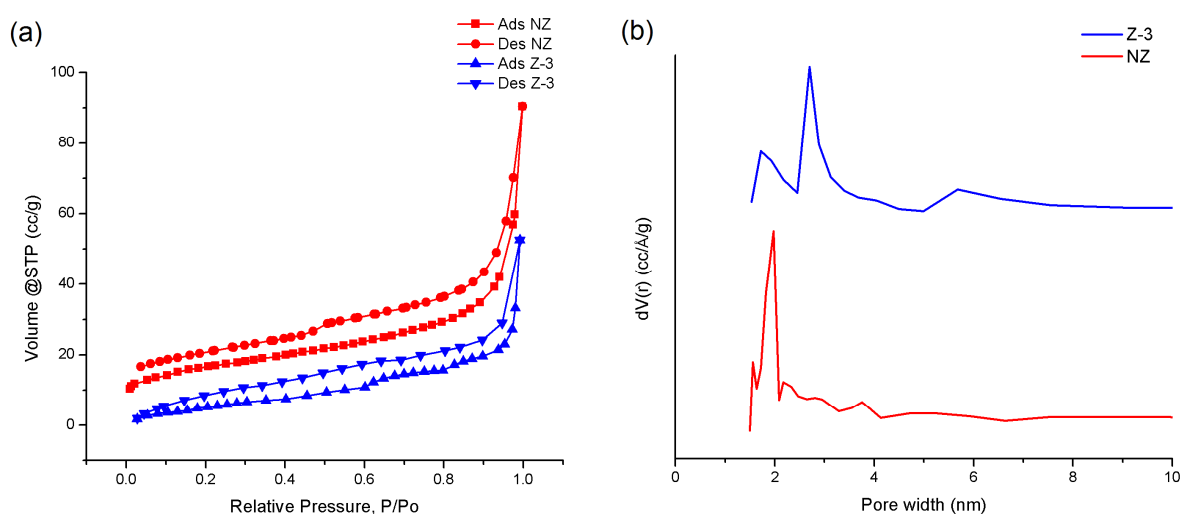 (a)
Ads NZ
Des NZ
Ads Z-3
Des Z-3
100
80
60
40
20
0
Volume @STP (cc/g)
0.0 0.2 0.4 0.6 0.8 1.0
Relative Pressure, P/Po
(b)
Z-3
NZ
dV(r) (cc/Å/g)
0 2 4 6 8 10
Pore width (nm)